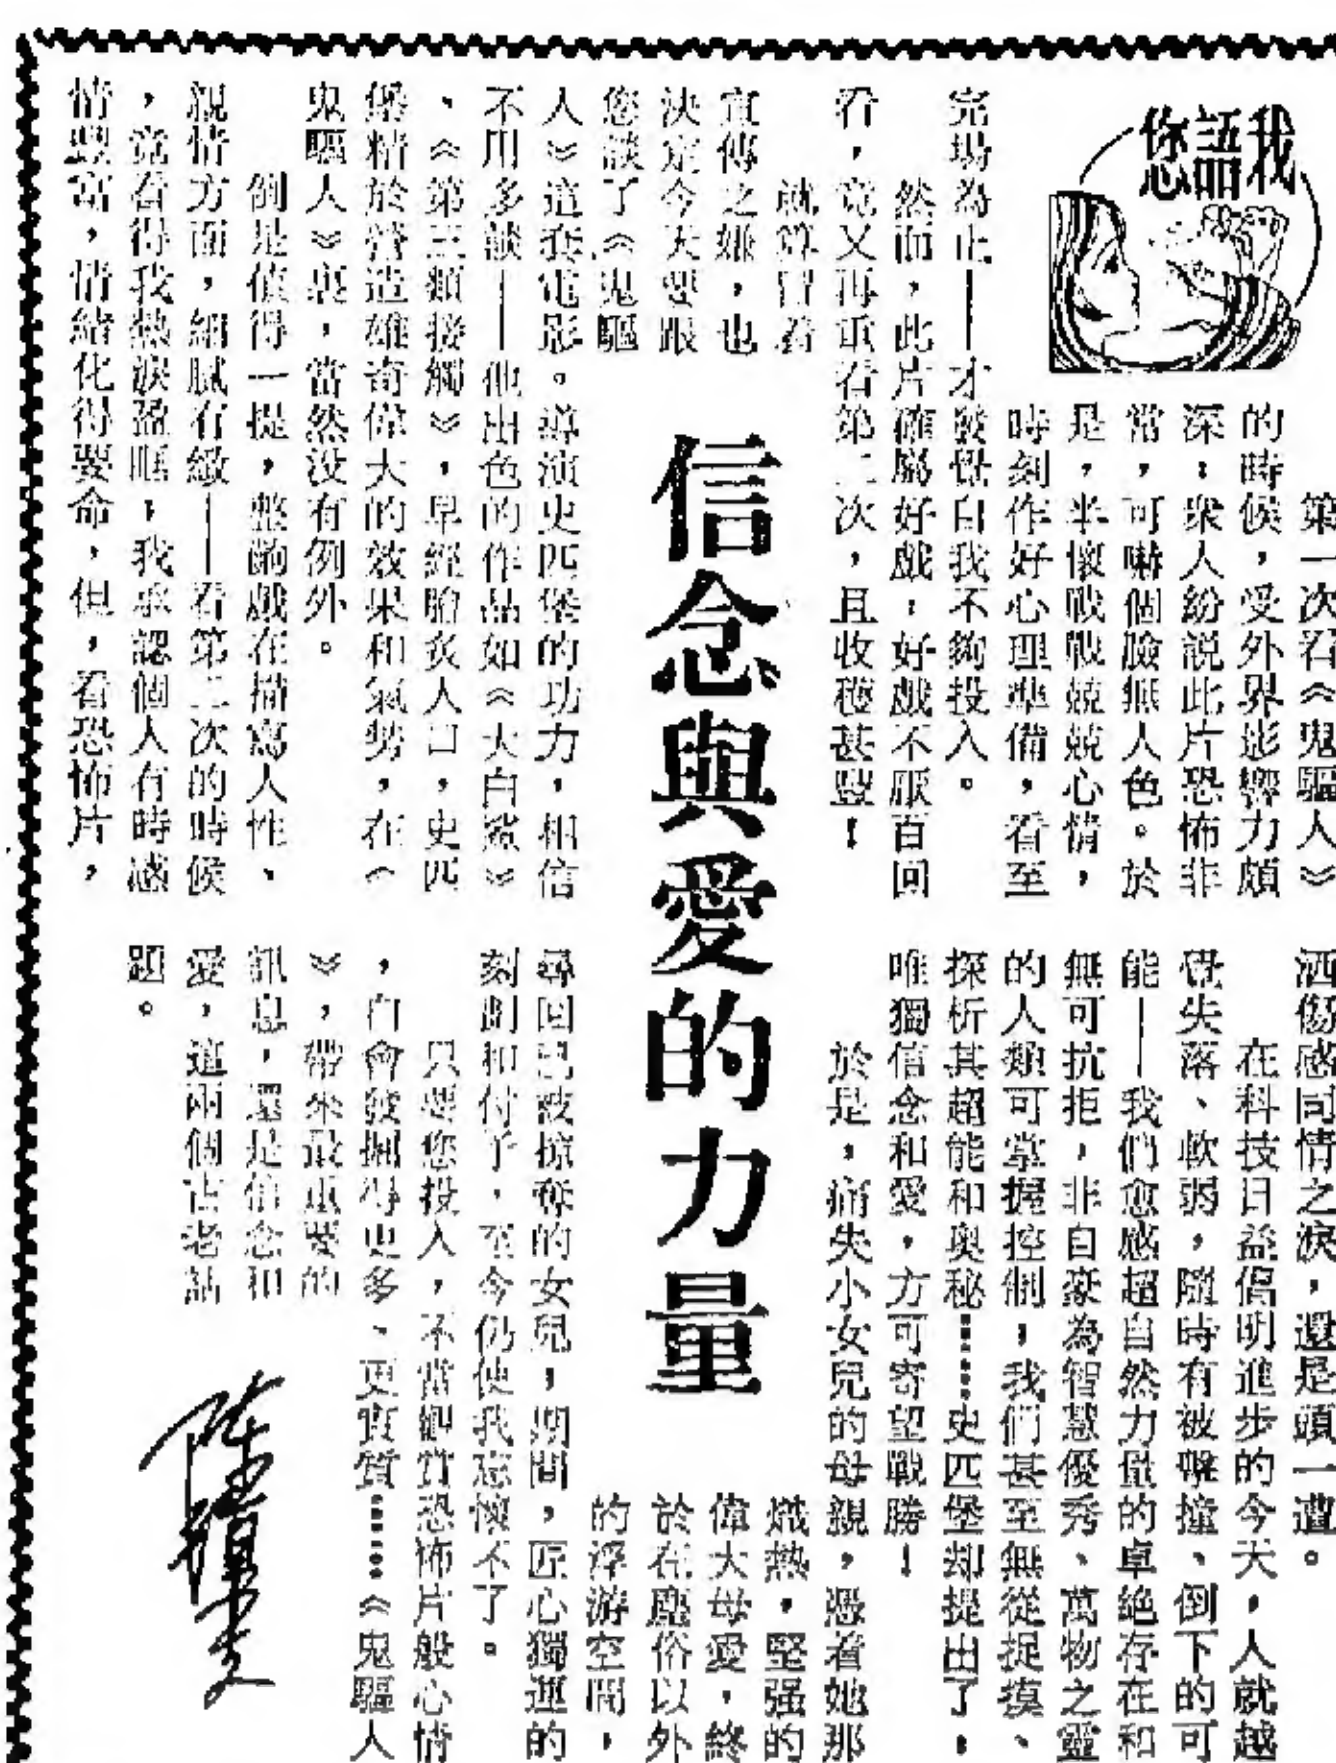 我語您
信念與愛的力量
第一次看《鬼驅人》
的時候，受外界影響力頗
深；衆人紛説此片恐怖非
常，可嚇個臉無人色。於
是，半懷戰戰兢兢心情，
時刻作好心理準備，看至
完場為止——才發覺自我不夠投入。
然而，此片確屬好戲；好戲不厭百回
看，竟又再重看第二次，且收穫甚豐！
就算冒着
宣傳之嫌，也
決定今天要跟
您談了《鬼驅
人》這套電影。導演史匹堡的功力，相信
不用多談——他出色的作品如《大白鯊》
、《第三類接觸》，早經膾炙人口，史匹
堡精於營造雄奇偉大的效果和氣勢，在《
鬼驅人》裏，當然没有例外。
倒是值得一提，整齣戲在描寫人性、
親情方面，細膩有緻——看第二次的時候
，竟看得我熱淚盈眶，我承認個人有時感
情豐富，情緒化得要命，但，看恐怖片，
洒傷感同情之淚，還是頭一遭。
在科技日益倡明進步的今天，人就越
覺失落、軟弱，隨時有被擊撞、倒下的可
能——我們愈感超自然力量的卓絶存在和
無可抗拒，非自豪為智慧優秀、萬物之靈
的人類可掌握控制，我們甚至無從捉摸、
探析其超能和奥秘……史匹堡却提出了，
唯獨信念和愛，方可寄望戰勝！
於是，痛失小女兒的母親，憑着她那
熾熱，堅强的
偉大母愛，終
於在塵俗以外
的浮游空間，
尋回已被掠奪的女兒，期間，匠心獨運的
刻劃和付予，至今仍使我忘懷不了。
只要您投入，不當觀賞恐怖片般心情
，自會發掘得更多、更實質……《鬼驅人
》，帶來最重要的
訊息，還是信念和
愛，這兩個古老話
題。